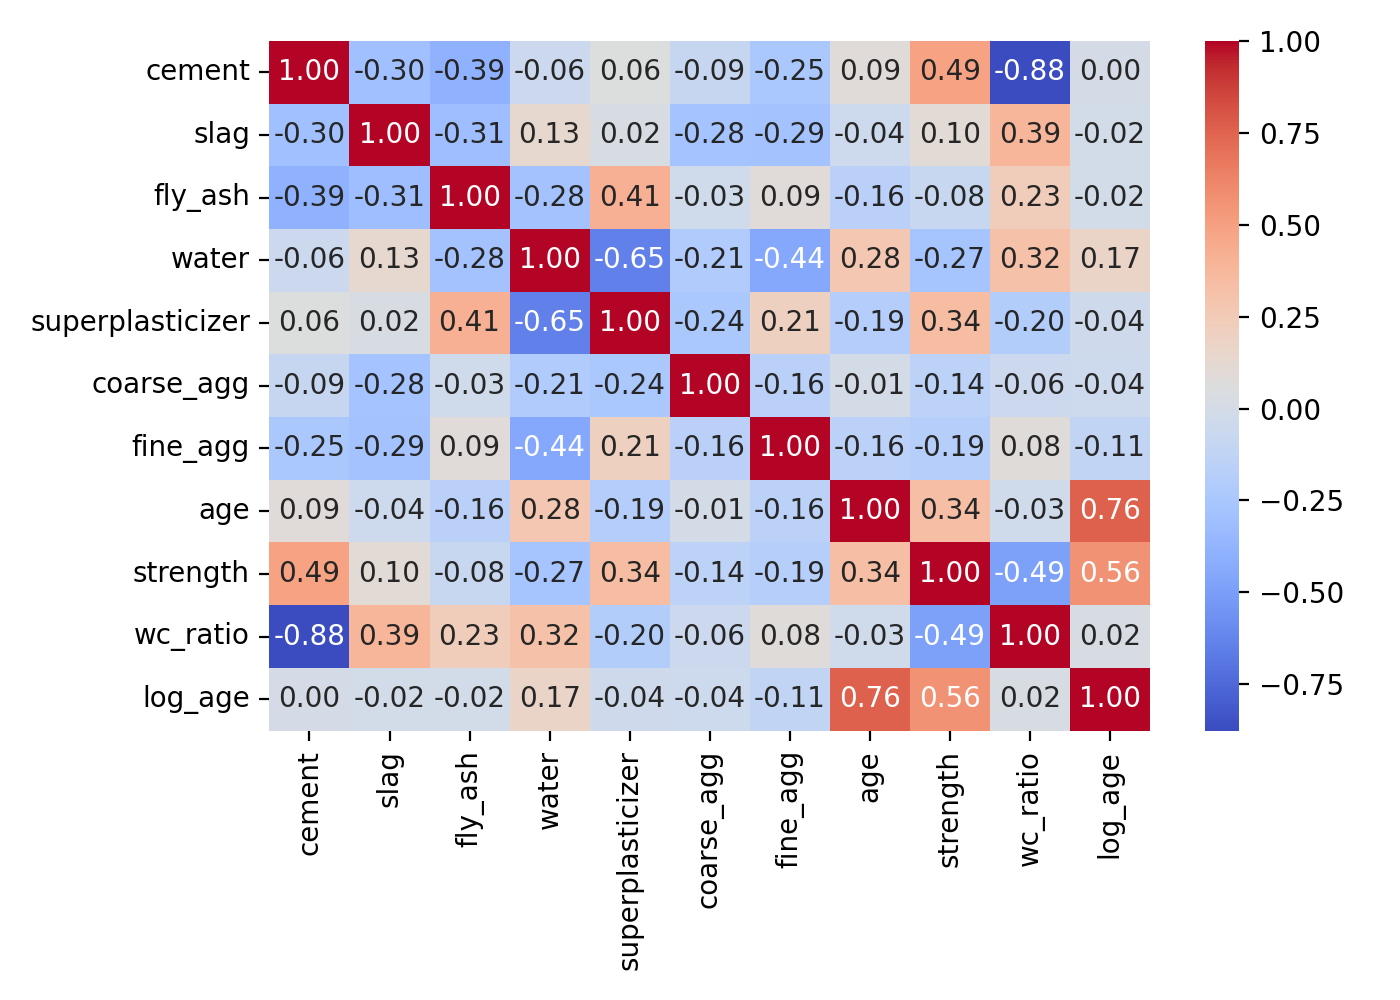 cement 1.00 -0.30 -0.39 -0.06 0.06 -0.09 -0.25 0.09 0.49 -0.88 0.00
slag -0.30 1.00 -0.31 0.13 0.02 -0.28 -0.29 -0.04 0.10 0.39 -0.02
fly_ash -0.39 -0.31 1.00 -0.28 0.41 -0.03 0.09 -0.16 -0.08 0.23 -0.02
water -0.06 0.13 -0.28 1.00 -0.65 -0.21 -0.44 0.28 -0.27 0.32 0.17
superplasticizer 0.06 0.02 0.41 -0.65 1.00 -0.24 0.21 -0.19 0.34 -0.20 -0.04
coarse_agg -0.09 -0.28 -0.03 -0.21 -0.24 1.00 -0.16 -0.01 -0.14 -0.06 -0.04
fine_agg -0.25 -0.29 0.09 -0.44 0.21 -0.16 1.00 -0.16 -0.19 0.08 -0.11
age 0.09 -0.04 -0.16 0.28 -0.19 -0.01 -0.16 1.00 0.34 -0.03 0.76
strength 0.49 0.10 -0.08 -0.27 0.34 -0.14 -0.19 0.34 1.00 -0.49 0.56
wc_ratio -0.88 0.39 0.23 0.32 -0.20 -0.06 0.08 -0.03 -0.49 1.00 0.02
log_age 0.00 -0.02 -0.02 0.17 -0.04 -0.04 -0.11 0.76 0.56 0.02 1.00
cement
slag
fly_ash
water
superplasticizer
coarse_agg
fine_agg
age
strength
wc_ratio
log_age
1.00
0.75
0.50
0.25
0.00
−0.25
−0.50
−0.75